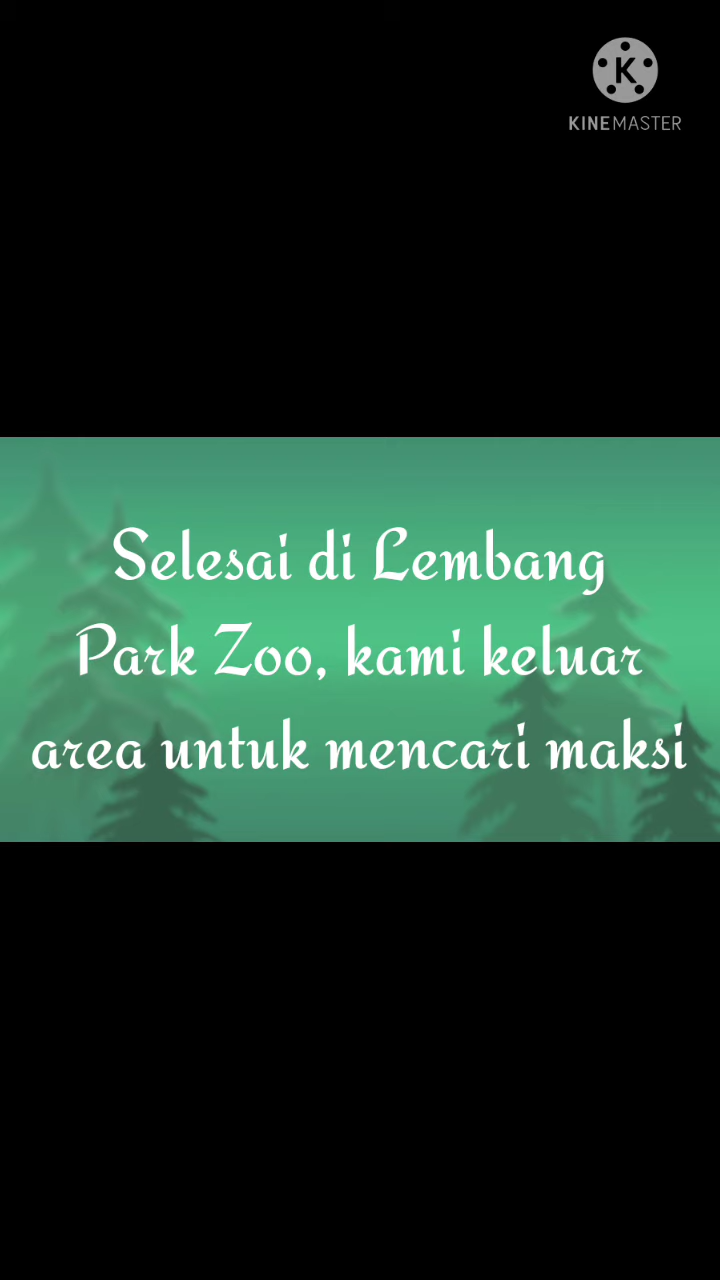 K
KINEMASTER
Selesai di Lembang
Park Zoo, kami keluar
area untuk mencari maksi